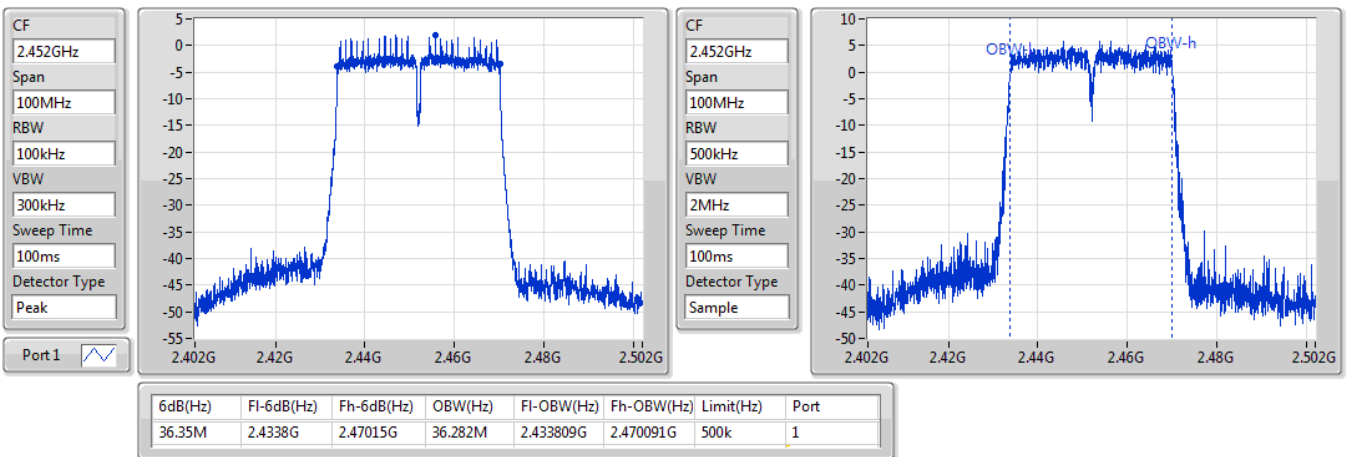 CF
2.452GHz
Span
100MHz
RBW
100kHz
VBW
300kHz
Sweep Time
100ms
Detector Type
Peak
Port 1
5
0
-5
-10
-15
-20
-25
-30
-35
-40
-45
-50
-55
2.402G 2.42G 2.44G 2.46G 2.48G 2.502G
CF
2.452GHz
Span
100MHz
RBW
500kHz
VBW
2MHz
Sweep Time
100ms
Detector Type
Sample
10
5
0
-5
-10
-15
-20
-25
-30
-35
-40
-45
-50
OBW-l OBW-h
2.402G 2.42G 2.44G 2.46G 2.48G 2.502G
6dB(Hz) Fl-6dB(Hz) Fh-6dB(Hz) OBW(Hz) Fl-OBW(Hz) Fh-OBW(Hz) Limit(Hz) Port
36.35M 2.4338G 2.47015G 36.282M 2.433809G 2.470091G 500k 1